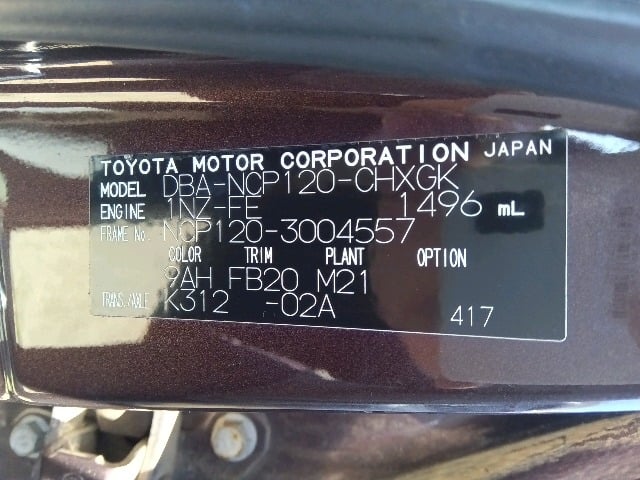 TOYOTA MOTOR CORPORATION JAPAN
MODEL DBA-NCP120-CHXGK
ENGINE 1NZ-FE 1496 mL
FRAME No. NCP120-3004557
COLOR TRIM PLANT OPTION
9AH FB20 M21
TRANS./AXLE K312 -02A
417